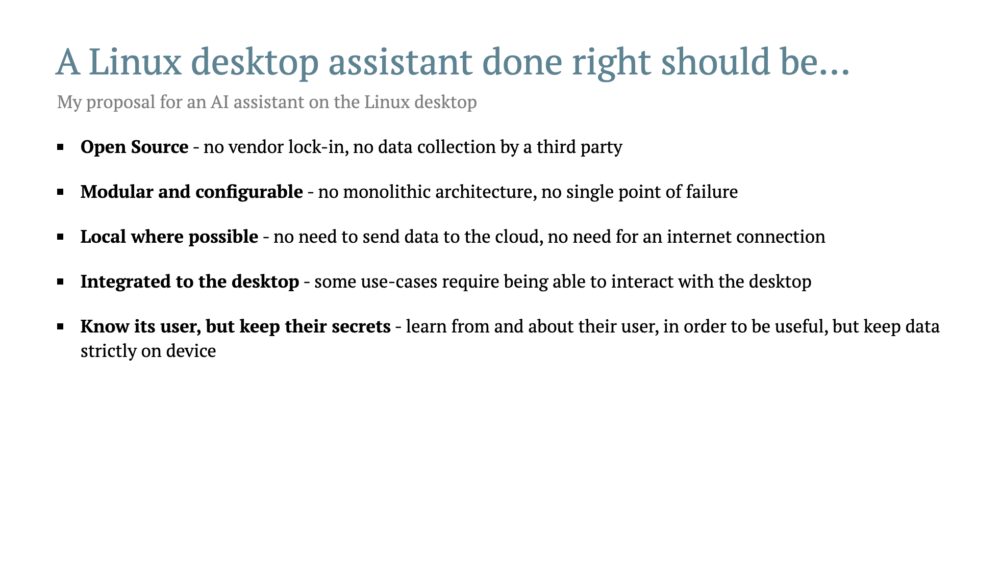 A Linux desktop assistant done right should be...
My proposal for an AI assistant on the Linux desktop
▪ Open Source - no vendor lock-in, no data collection by a third party
▪ Modular and configurable - no monolithic architecture, no single point of failure
▪ Local where possible - no need to send data to the cloud, no need for an internet connection
▪ Integrated to the desktop - some use-cases require being able to interact with the desktop
▪ Know its user, but keep their secrets - learn from and about their user, in order to be useful, but keep data
strictly on device